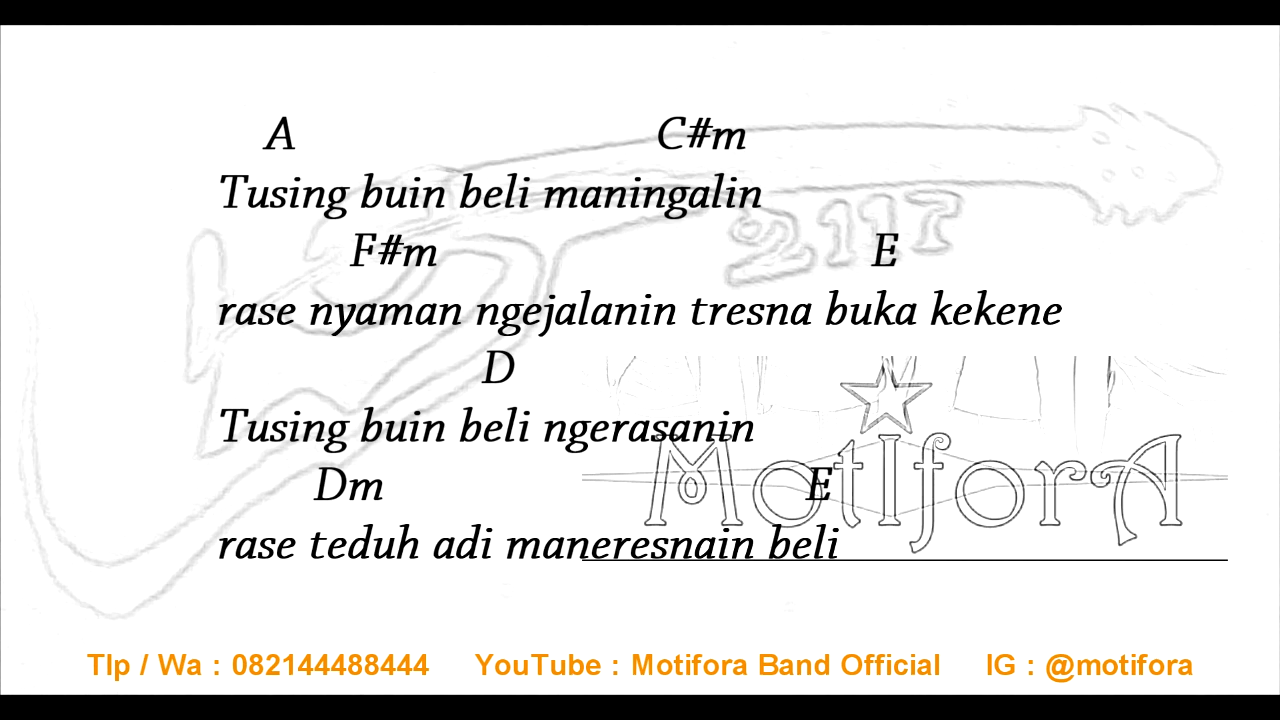 A C#m
Tusing buin beli maningalin
F#m E
rase nyaman ngejalanin tresna buka kekene
D
Tusing buin beli ngerasanin
Dm E
rase teduh adi maneresnain beli
211T
MotIforA
Tlp / Wa : 082144488444 YouTube : Motifora Band Official IG : @motifora